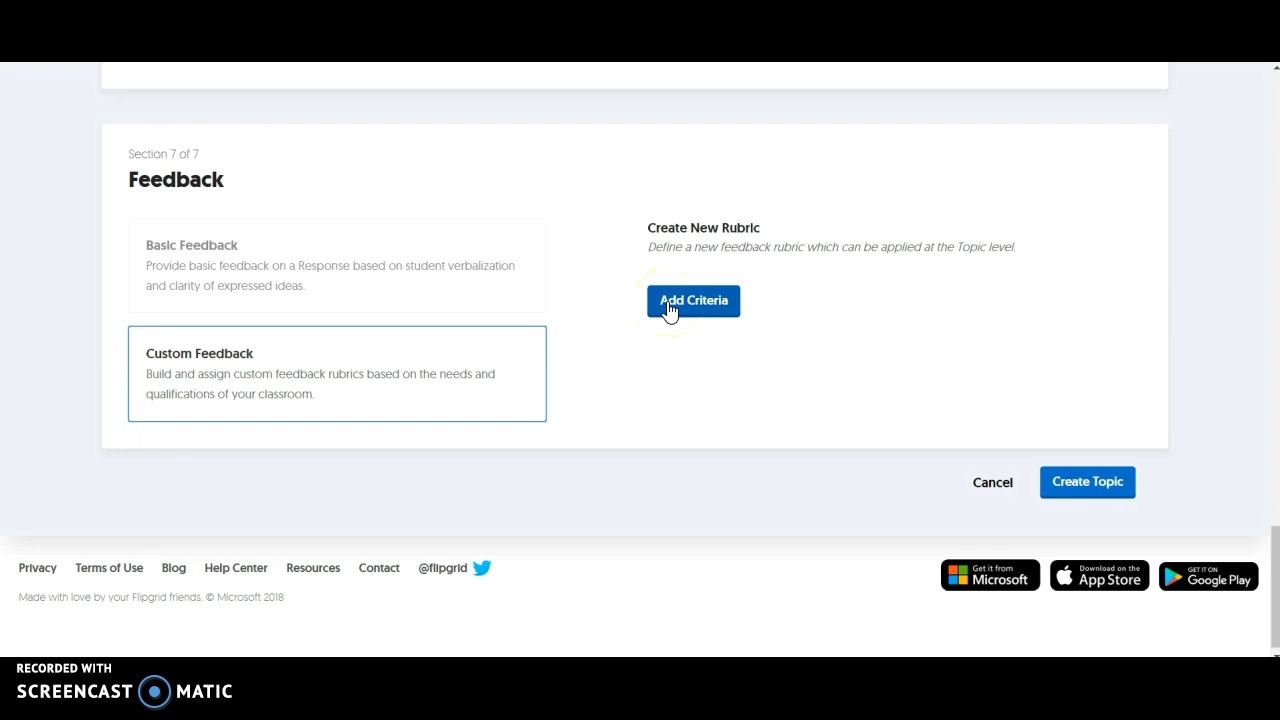 Section 7 of 7
Feedback
Basic Feedback
Provide basic feedback on a Response based on student verbalization
and clarity of expressed ideas.
Custom Feedback
Build and assign custom feedback rubrics based on the needs and
qualifications of your classroom.
Create New Rubric
Define a new feedback rubric which can be applied at the Topic level.
Add Criteria
Cancel
Create Topic
Privacy Terms of Use Blog Help Center Resources Contact @flipgrid
Made with love by your Flipgrid friends. © Microsoft 2018
Get it from
Microsoft
Download on the
App Store
GET IT ON
Google Play
RECORDED WITH
SCREENCAST MATIC